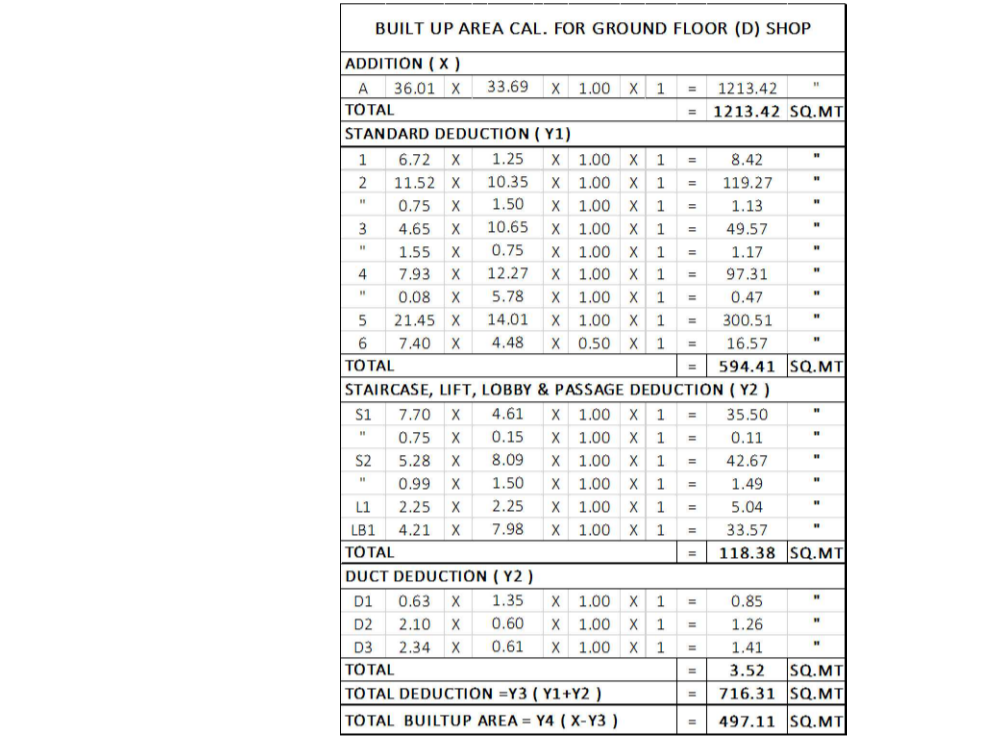 BUILT UP AREA CAL. FOR GROUND FLOOR (D) SHOP
ADDITION ( X )
A 36.01 X 33.69 X 1.00 X 1 = 1213.42 "
TOTAL = 1213.42 SQ.MT
STANDARD DEDUCTION ( Y1)
1 6.72 X 1.25 X 1.00 X 1 = 8.42 "
2 11.52 X 10.35 X 1.00 X 1 = 119.27 "
" 0.75 X 1.50 X 1.00 X 1 = 1.13 "
3 4.65 X 10.65 X 1.00 X 1 = 49.57 "
" 1.55 X 0.75 X 1.00 X 1 = 1.17 "
4 7.93 X 12.27 X 1.00 X 1 = 97.31 "
" 0.08 X 5.78 X 1.00 X 1 = 0.47 "
5 21.45 X 14.01 X 1.00 X 1 = 300.51 "
6 7.40 X 4.48 X 0.50 X 1 = 16.57 "
TOTAL = 594.41 SQ.MT
STAIRCASE, LIFT, LOBBY & PASSAGE DEDUCTION ( Y2 )
S1 7.70 X 4.61 X 1.00 X 1 = 35.50 "
" 0.75 X 0.15 X 1.00 X 1 = 0.11 "
S2 5.28 X 8.09 X 1.00 X 1 = 42.67 "
" 0.99 X 1.50 X 1.00 X 1 = 1.49 "
L1 2.25 X 2.25 X 1.00 X 1 = 5.04 "
LB1 4.21 X 7.98 X 1.00 X 1 = 33.57 "
TOTAL = 118.38 SQ.MT
DUCT DEDUCTION ( Y2 )
D1 0.63 X 1.35 X 1.00 X 1 = 0.85 "
D2 2.10 X 0.60 X 1.00 X 1 = 1.26 "
D3 2.34 X 0.61 X 1.00 X 1 = 1.41 "
TOTAL = 3.52 SQ.MT
TOTAL DEDUCTION =Y3 ( Y1+Y2 ) = 716.31 SQ.MT
TOTAL BUILTUP AREA = Y4 ( X-Y3 ) = 497.11 SQ.MT